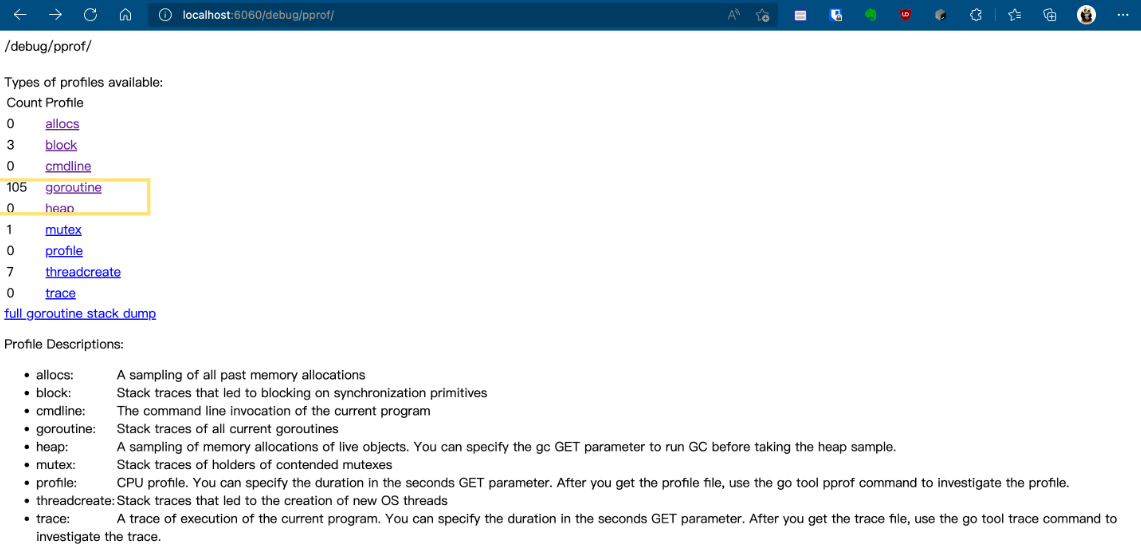 localhost:6060/debug/pprof/
/debug/pprof/
Types of profiles available:
Count Profile
0 allocs
3 block
0 cmdline
105 goroutine
0 heap
1 mutex
0 profile
7 threadcreate
0 trace
full goroutine stack dump
Profile Descriptions:
• allocs: A sampling of all past memory allocations
• block: Stack traces that led to blocking on synchronization primitives
• cmdline: The command line invocation of the current program
• goroutine: Stack traces of all current goroutines
• heap: A sampling of memory allocations of live objects. You can specify the gc GET parameter to run GC before taking the heap sample.
• mutex: Stack traces of holders of contended mutexes
• profile: CPU profile. You can specify the duration in the seconds GET parameter. After you get the profile file, use the go tool pprof command to investigate the profile.
• threadcreate: Stack traces that led to the creation of new OS threads
• trace: A trace of execution of the current program. You can specify the duration in the seconds GET parameter. After you get the trace file, use the go tool trace command to
investigate the trace.